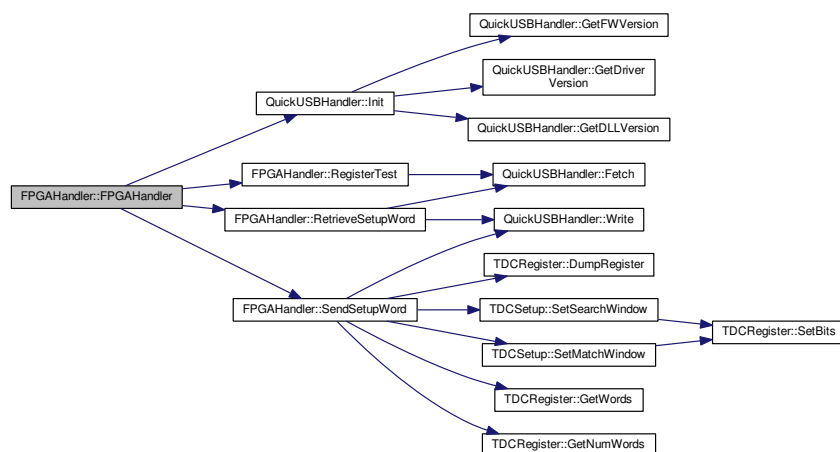 QuickUSBHandler::GetFWVersion
QuickUSBHandler::GetDriver
Version
QuickUSBHandler::Init
QuickUSBHandler::GetDLLVersion
FPGAHandler::RegisterTest
QuickUSBHandler::Fetch
FPGAHandler::FPGAHandler
FPGAHandler::RetrieveSetupWord
QuickUSBHandler::Write
TDCRegister::DumpRegister
FPGAHandler::SendSetupWord
TDCSetup::SetSearchWindow
TDCRegister::SetBits
TDCSetup::SetMatchWindow
TDCRegister::GetWords
TDCRegister::GetNumWords